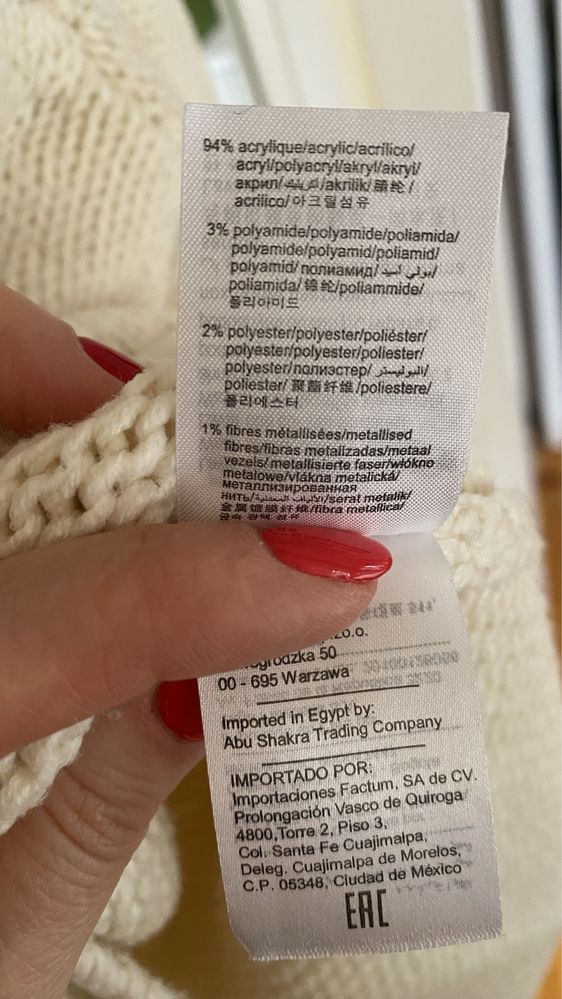 94% acrylique/acrylic/acrílico/
acryl/polyacryl/akryl/akryl/
акрил/أكريليك/akrilik/腈纶/
acrilico/아크릴섬유
3% polyamide/polyamide/poliamida/
polyamide/polyamid/poliamid/
polyamid/полиамид/بولي أميد/
poliamida/锦纶/poliammide/
폴리아미드
2% polyester/polyester/poliéster/
polyester/polyester/poliester/
polyester/полиэстер/البوليستر/
poliester/聚酯纤维/poliestere/
폴리에스터
1% fibres métallisées/metallised
fibres/fibras metalizadas/metaal
vezels/metallisierte faser/włókno
metalowe/vlákna metalická/
металлизированная
нить/الألياف المعدنية/serat metalik/
金属镀膜纤维/fibra metallica/
금속
z.o.o.
50
00 - 695 Warzawa
Imported in Egypt by:
Abu Shakra Trading Company
IMPORTADO POR:
Importaciones Factum, SA de CV.
Prolongación Vasco de Quiroga
4800,Torre 2, Piso 3,
Col. Santa Fe Cuajimalpa,
Deleg. Cuajimalpa de Morelos,
C.P. 05348, Ciudad de México
EAC